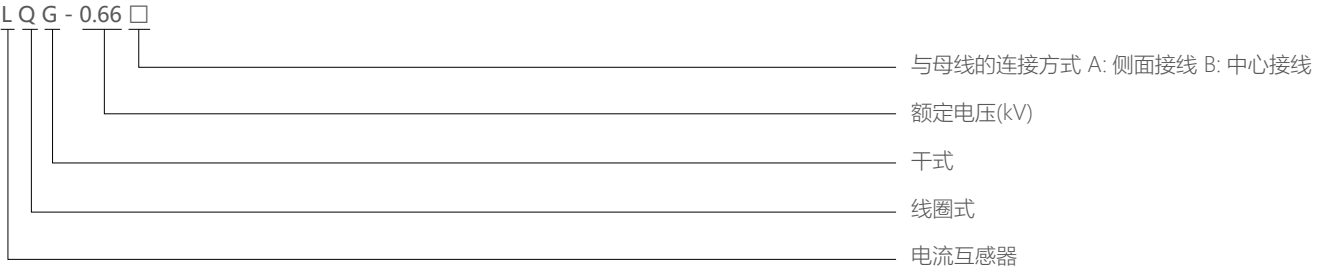 L Q G - 0.66 □
与母线的连接方式 A: 侧面接线 B: 中心接线
额定电压(kV)
干式
线圈式
电流互感器